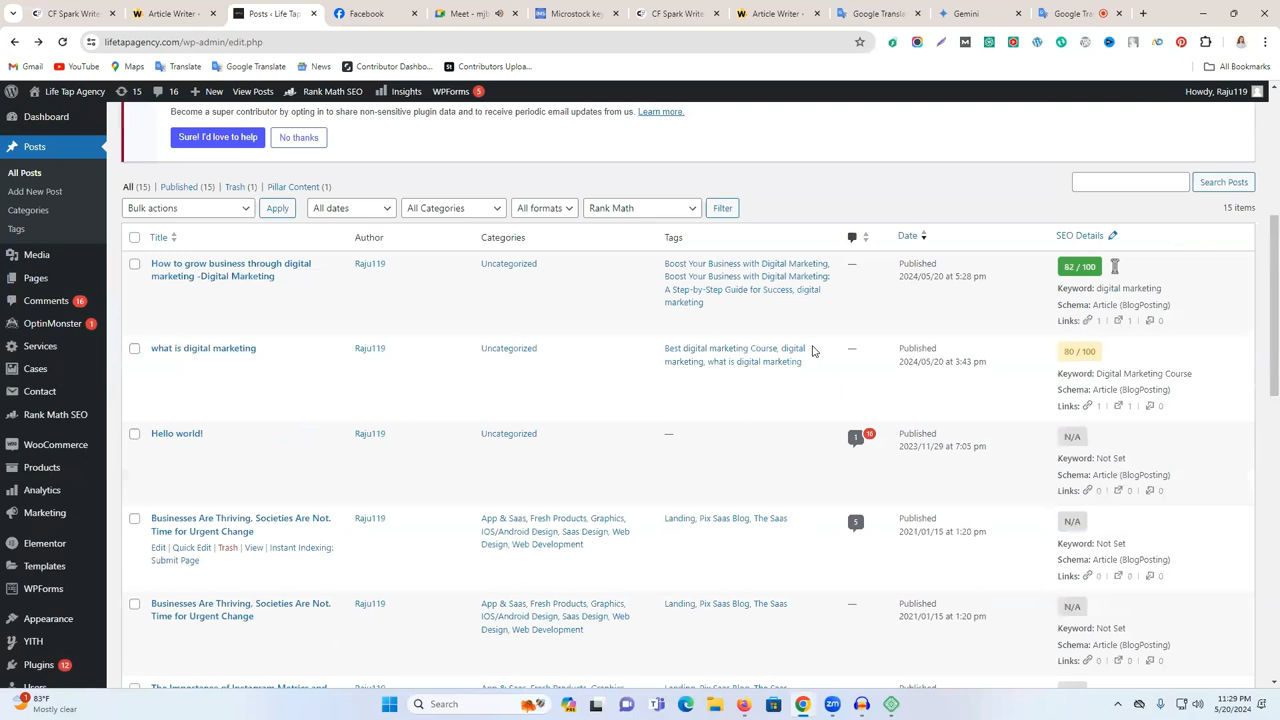 CF Spark Writin
Write Article -
Posts ‹ Life Tap
Facebook
Meet -
Microstock ke
CF Spark Writin
Write Article -
Google Translat
Gemini
Google Tra
lifetapagency.com/wp-admin/edit.php
Gmail
YouTube
Maps
Translate
Google Translate
News
Contributor Dashbo...
Contributors Uploa...
All Bookmarks
Life Tap Agency
15
16
New
View Posts
Rank Math SEO
Insights
WPForms 5
Howdy, Raju119
Dashboard
Posts
All Posts
Add New Post
Categories
Tags
Media
Pages
Comments 16
OptinMonster 1
Services
Cases
Contact
Rank Math SEO
WooCommerce
Products
Analytics
Marketing
Elementor
Templates
WPForms
Appearance
YITH
Plugins 12
Users
Become a super contributor by opting in to share non-sensitive plugin data and to receive periodic email updates from us. Learn more.
Sure! I'd love to help
No thanks
All (15) | Published (15) | Trash (1) | Pillar Content (1)
Search Posts
Bulk actions
Apply
All dates
All Categories
All formats
Rank Math
Filter
15 items
Title
Author
Categories
Tags
Date
SEO Details
How to grow business through digital
marketing -Digital Marketing
Raju119
Uncategorized
Boost Your Business with Digital Marketing,
Boost Your Business with Digital Marketing:
A Step-by-Step Guide for Success, digital
marketing
—
Published
2024/05/20 at 5:28 pm
82 / 100
Keyword: digital marketing
Schema: Article (BlogPosting)
Links: 1 | 1 | 0
what is digital marketing
Raju119
Uncategorized
Best digital marketing Course, digital
marketing, what is digital marketing
—
Published
2024/05/20 at 3:43 pm
80 / 100
Keyword: Digital Marketing Course
Schema: Article (BlogPosting)
Links: 1 | 1 | 0
Hello world!
Raju119
Uncategorized
—
1
16
Published
2023/11/29 at 7:05 pm
N/A
Keyword: Not Set
Schema: Article (BlogPosting)
Links: 0 | 0 | 0
Businesses Are Thriving, Societies Are Not.
Time for Urgent Change
Edit | Quick Edit | Trash | View | Instant Indexing:
Submit Page
Raju119
App & Saas, Fresh Products, Graphics,
IOS/Android Design, Saas Design, Web
Design, Web Development
Landing, Pix Saas Blog, The Saas
5
Published
2021/01/15 at 1:20 pm
N/A
Keyword: Not Set
Schema: Article (BlogPosting)
Links: 0 | 0 | 0
Businesses Are Thriving, Societies Are Not.
Time for Urgent Change
Raju119
App & Saas, Fresh Products, Graphics,
IOS/Android Design, Saas Design, Web
Design, Web Development
Landing, Pix Saas Blog, The Saas
—
Published
2021/01/15 at 1:20 pm
N/A
Keyword: Not Set
Schema: Article (BlogPosting)
Links: 0 | 0 | 0
The Importance of Instagram Metrics and
Raju119
App & Saas, Fresh Products, Graphics,
Landing, Pix Saas Blog, The Saas
Published
1
83°F
Mostly clear
Search
11:29 PM
5/20/2024